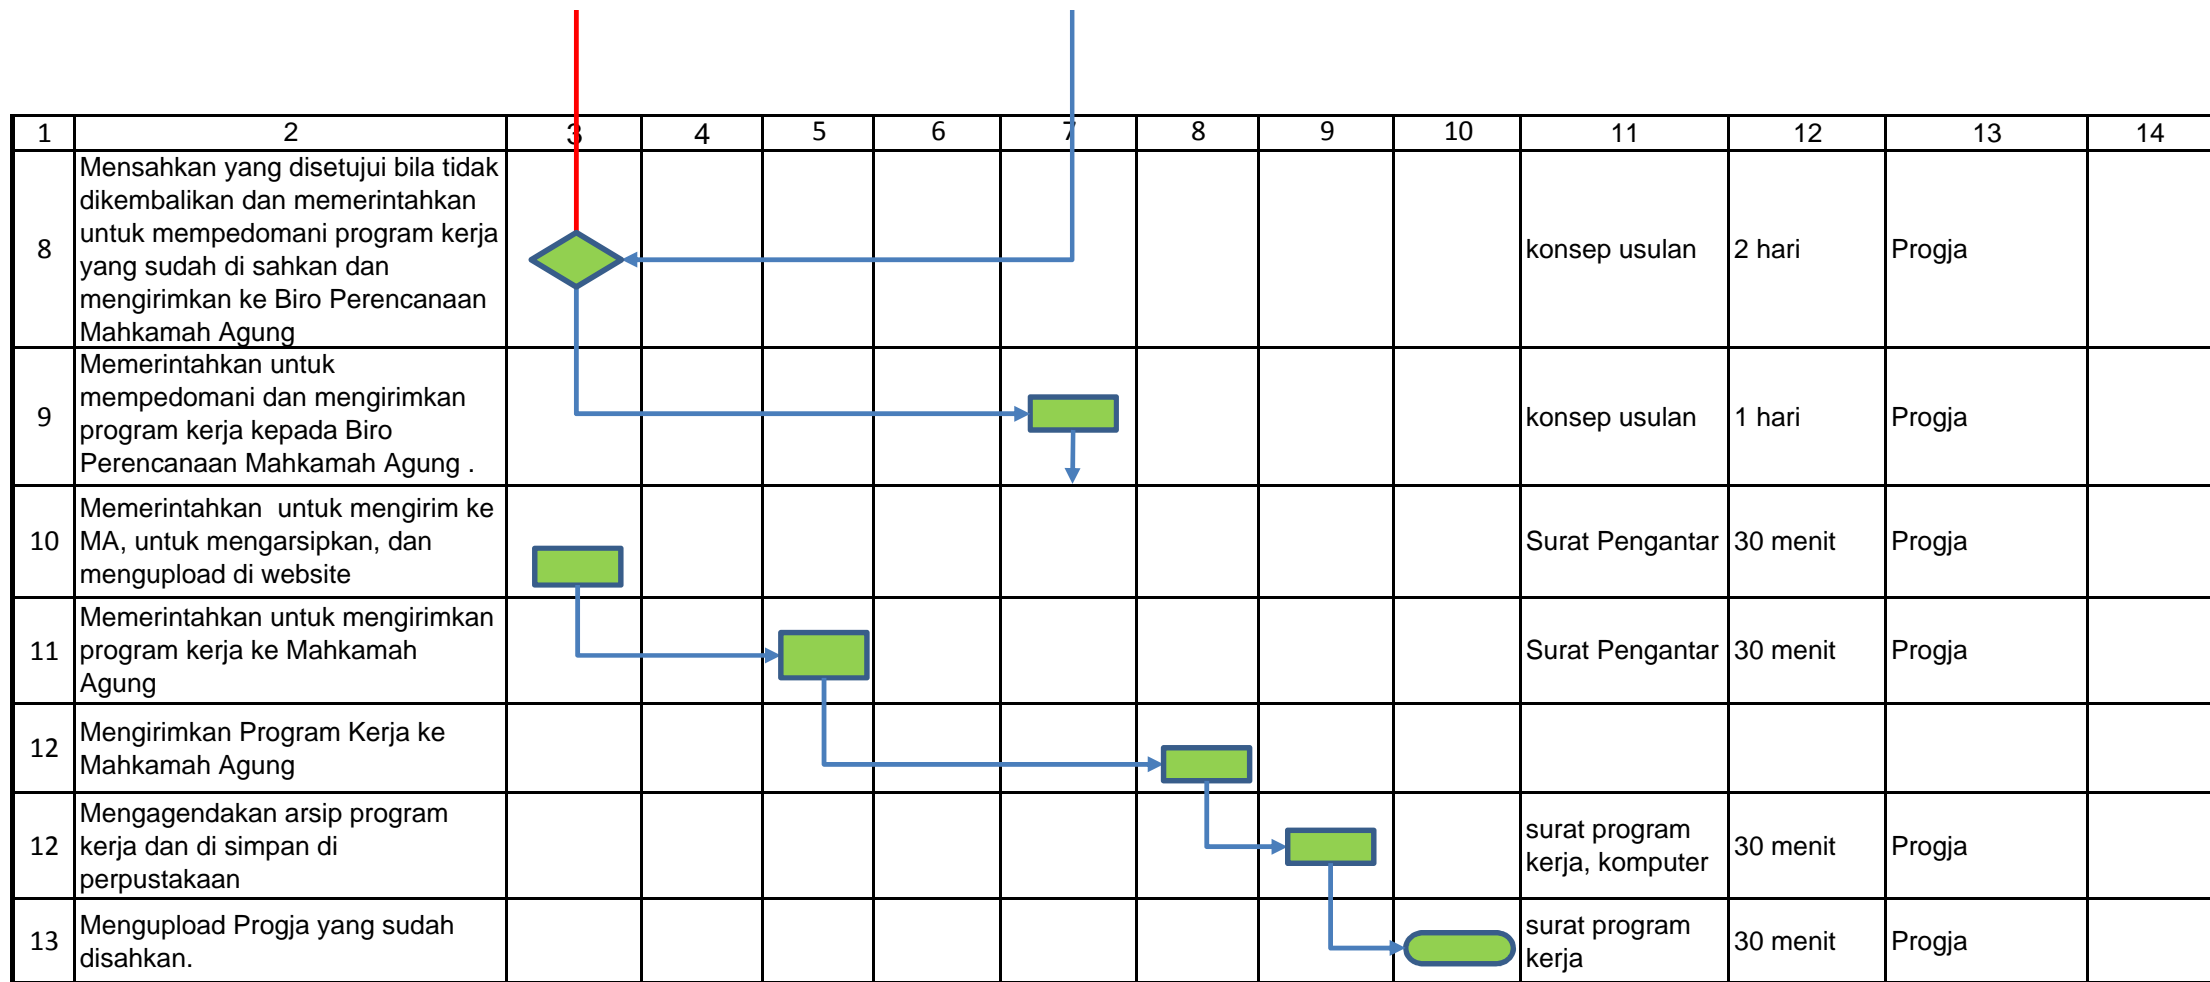 1 2 3 4 5 6 7 8 9 10 11 12 13 14
Mensahkan yang disetujui bila tidak
dikembalikan dan memerintahkan
untuk mempedomani program kerja
8 yang sudah di sahkan dan konsep usulan 2 hari Progja
mengirimkan ke Biro Perencanaan
Mahkamah Agung
Memerintahkan untuk
mempedomani dan mengirimkan
9 program kerja kepada Biro konsep usulan 1 hari Progja
Perencanaan Mahkamah Agung .
Memerintahkan  untuk mengirim ke
10 MA, untuk mengarsipkan, dan Surat Pengantar 30 menit Progja
mengupload di website
Memerintahkan untuk mengirimkan
11 program kerja ke Mahkamah Surat Pengantar 30 menit Progja
Agung
12 Mengirimkan Program Kerja ke
Mahkamah Agung
Mengagendakan arsip program surat program
12 kerja dan di simpan di kerja, komputer 30 menit Progja
perpustakaan
13 Mengupload Progja yang sudah surat program 30 menit Progja
disahkan. kerja